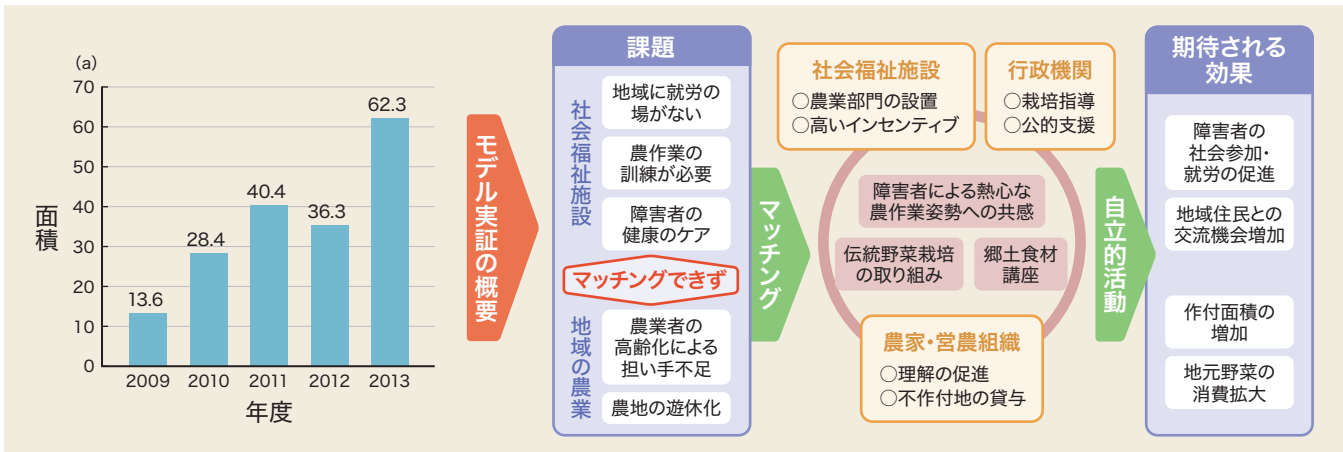 (a)
70
60
50
40
30
20
10
0
面積
13.6
28.4
40.4
36.3
62.3
2009
2010
2011
2012
2013
年度
モデル実証の概要
課題
社会福祉施設
地域に就労の
場がない
農作業の
訓練が必要
障害者の
健康のケア
マッチングできず
地域の農業
農業者の
高齢化による
担い手不足
農地の遊休化
マッチング
社会福祉施設
○農業部門の設置
○高いインセンティブ
行政機関
○栽培指導
○公的支援
障害者による熱心な
農作業姿勢への共感
伝統野菜栽培
の取り組み
郷土食材
講座
農家・営農組織
○理解の促進
○不作付地の貸与
自立的活動
期待される
効果
障害者の
社会参加・
就労の促進
地域住民との
交流機会増加
作付面積の
増加
地元野菜の
消費拡大